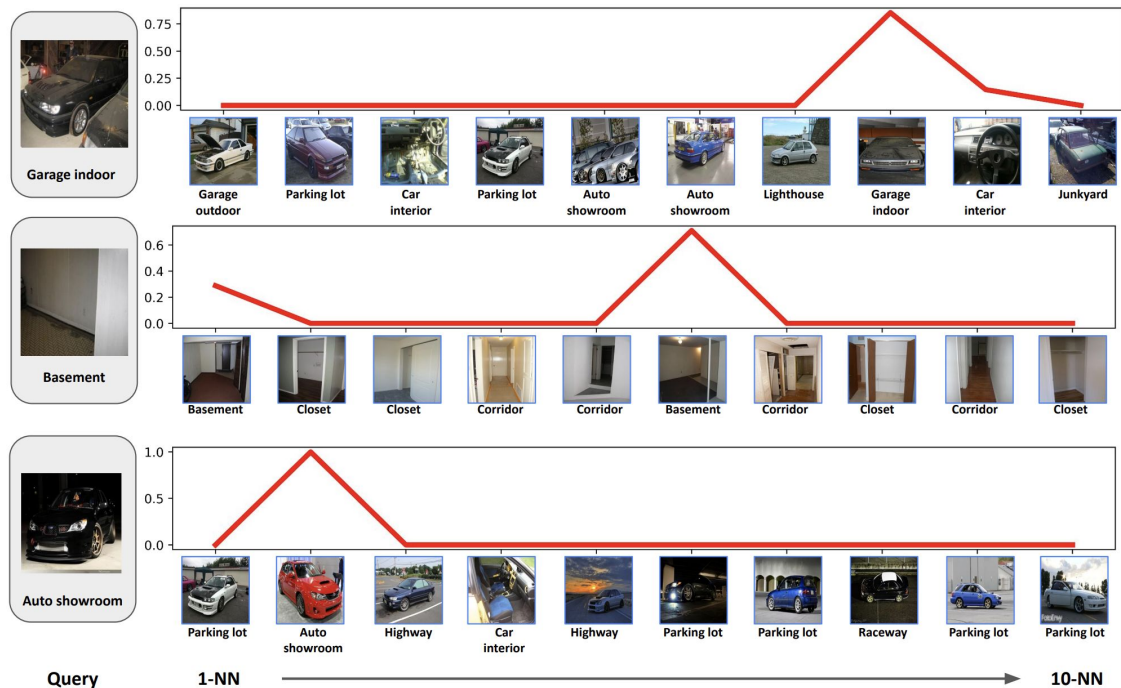 0.75
0.50
0.25
0.00
Garage indoor
Garage
outdoor
Parking lot
Car
interior
Parking lot
Auto
showroom
Auto
showroom
Lighthouse
Garage
indoor
Car
interior
Junkyard
0.6
0.4
0.2
0.0
Basement
Basement
Closet
Closet
Corridor
Corridor
Basement
Corridor
Closet
Corridor
Closet
1.0
0.5
0.0
Auto showroom
Parking lot
Auto
showroom
Highway
Car
interior
Highway
Parking lot
Parking lot
Raceway
Parking lot
Parking lot
Query
1-NN
10-NN